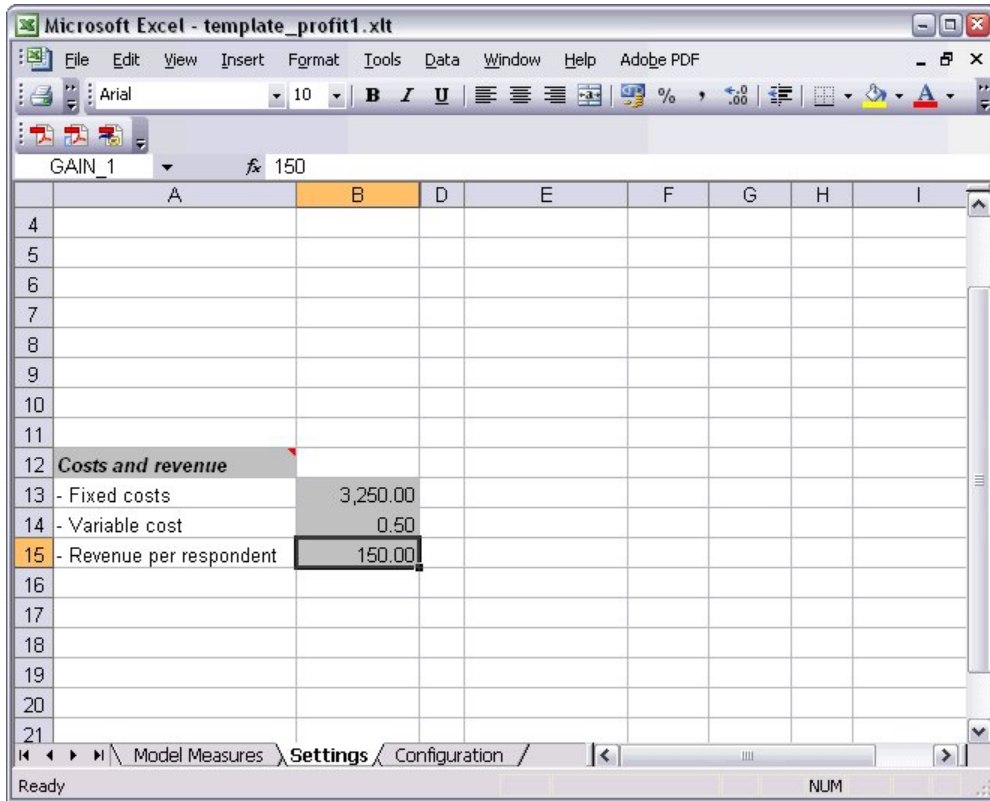 Microsoft Excel - template_profit1.xlt
File Edit View Insert Format Tools Data Window Help Adobe PDF
Arial 10 B I U % , A
GAIN_1 fx 150
A B D E F G H I
4
5
6
7
8
9
10
11
12 Costs and revenue
13 - Fixed costs 3,250.00
14 - Variable cost 0.50
15 - Revenue per respondent 150.00
16
17
18
19
20
21
Model Measures Settings Configuration
Ready NUM